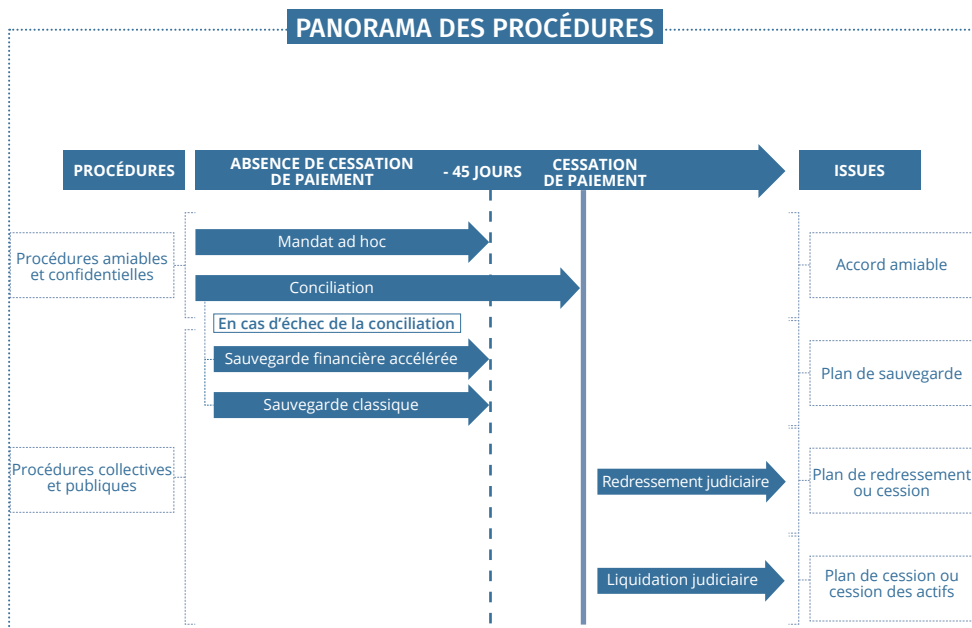 PANORAMA DES PROCÉDURES
PROCÉDURES
ABSENCE DE CESSATION
DE PAIEMENT
- 45 JOURS
CESSATION
DE PAIEMENT
ISSUES
Procédures amiables
et confidentielles
Mandat ad hoc
Conciliation
Accord amiable
En cas d’échec de la conciliation
Sauvegarde financière accélérée
Sauvegarde classique
Plan de sauvegarde
Procédures collectives
et publiques
Redressement judiciaire
Plan de redressement
ou cession
Liquidation judiciaire
Plan de cession ou
cession des actifs